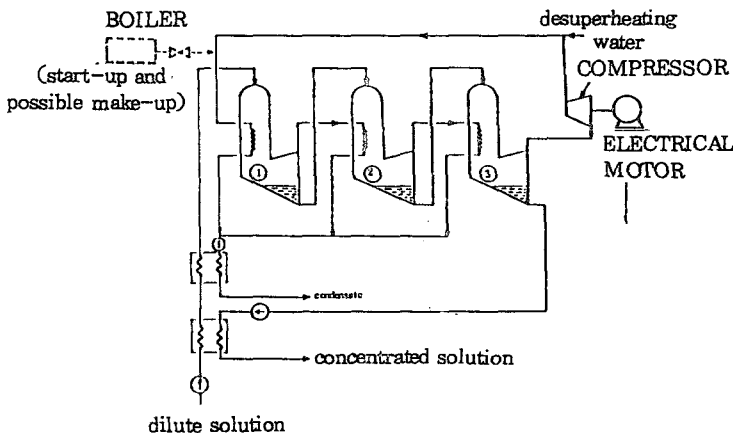 BOILER
(start-up and
possible make-up)
desuperheating
water
COMPRESSOR
ELECTRICAL
MOTOR
1
2
3
condensate
concentrated solution
dilute solution